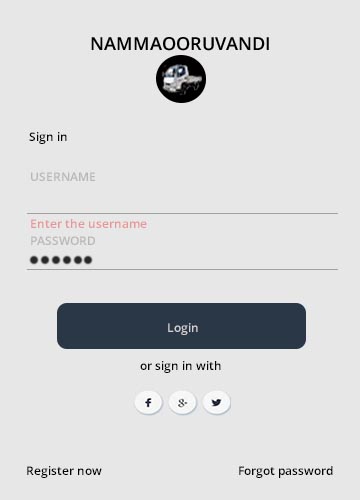 NAMMAOORUVANDI
Sign in
USERNAME
Enter the username
PASSWORD
●●●●●●
Login
or sign in with
Register now
Forgot password